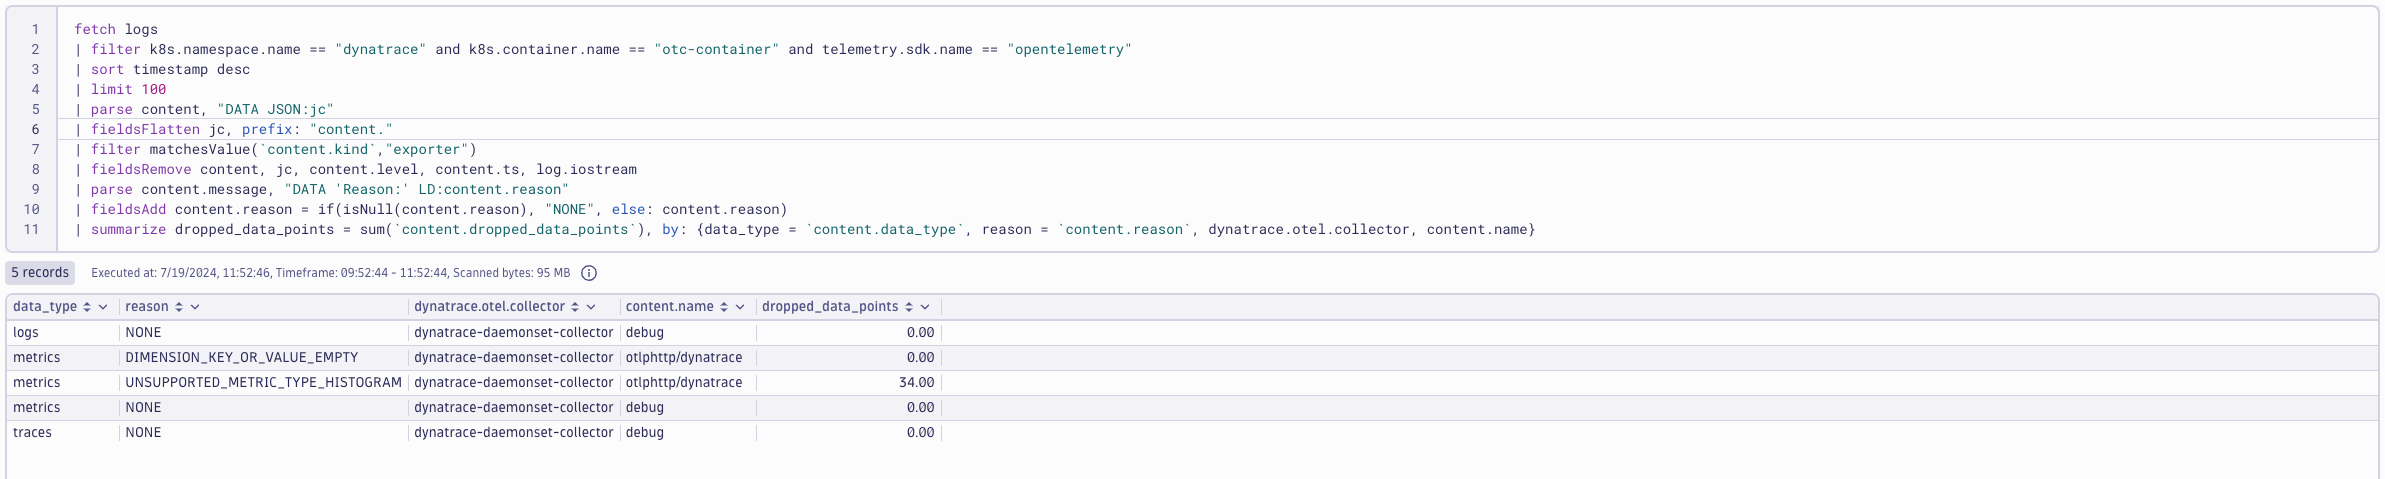 1 fetch logs
2 | filter k8s.namespace.name == "dynatrace" and k8s.container.name == "otc-container" and telemetry.sdk.name == "opentelemetry"
3 | sort timestamp desc
4 | limit 100
5 | parse content, "DATA JSON:jc"
6 | fieldsFlatten jc, prefix: "content."
7 | filter matchesValue(`content.kind`,"exporter")
8 | fieldsRemove content, jc, content.level, content.ts, log.iostream
9 | parse content.message, "DATA 'Reason:' LD:content.reason"
10 | fieldsAdd content.reason = if(isNull(content.reason), "NONE", else: content.reason)
11 | summarize dropped_data_points = sum(`content.dropped_data_points`), by: {data_type = `content.data_type`, reason = `content.reason`, dynatrace.otel.collector, content.name}
5 records Executed at: 7/19/2024, 11:52:46, Timeframe: 09:52:44 - 11:52:44, Scanned bytes: 95 MB
data_type reason dynatrace.otel.collector content.name dropped_data_points
logs NONE dynatrace-daemonset-collector debug 0.00
metrics DIMENSION_KEY_OR_VALUE_EMPTY dynatrace-daemonset-collector otlphttp/dynatrace 0.00
metrics UNSUPPORTED_METRIC_TYPE_HISTOGRAM dynatrace-daemonset-collector otlphttp/dynatrace 34.00
metrics NONE dynatrace-daemonset-collector debug 0.00
traces NONE dynatrace-daemonset-collector debug 0.00